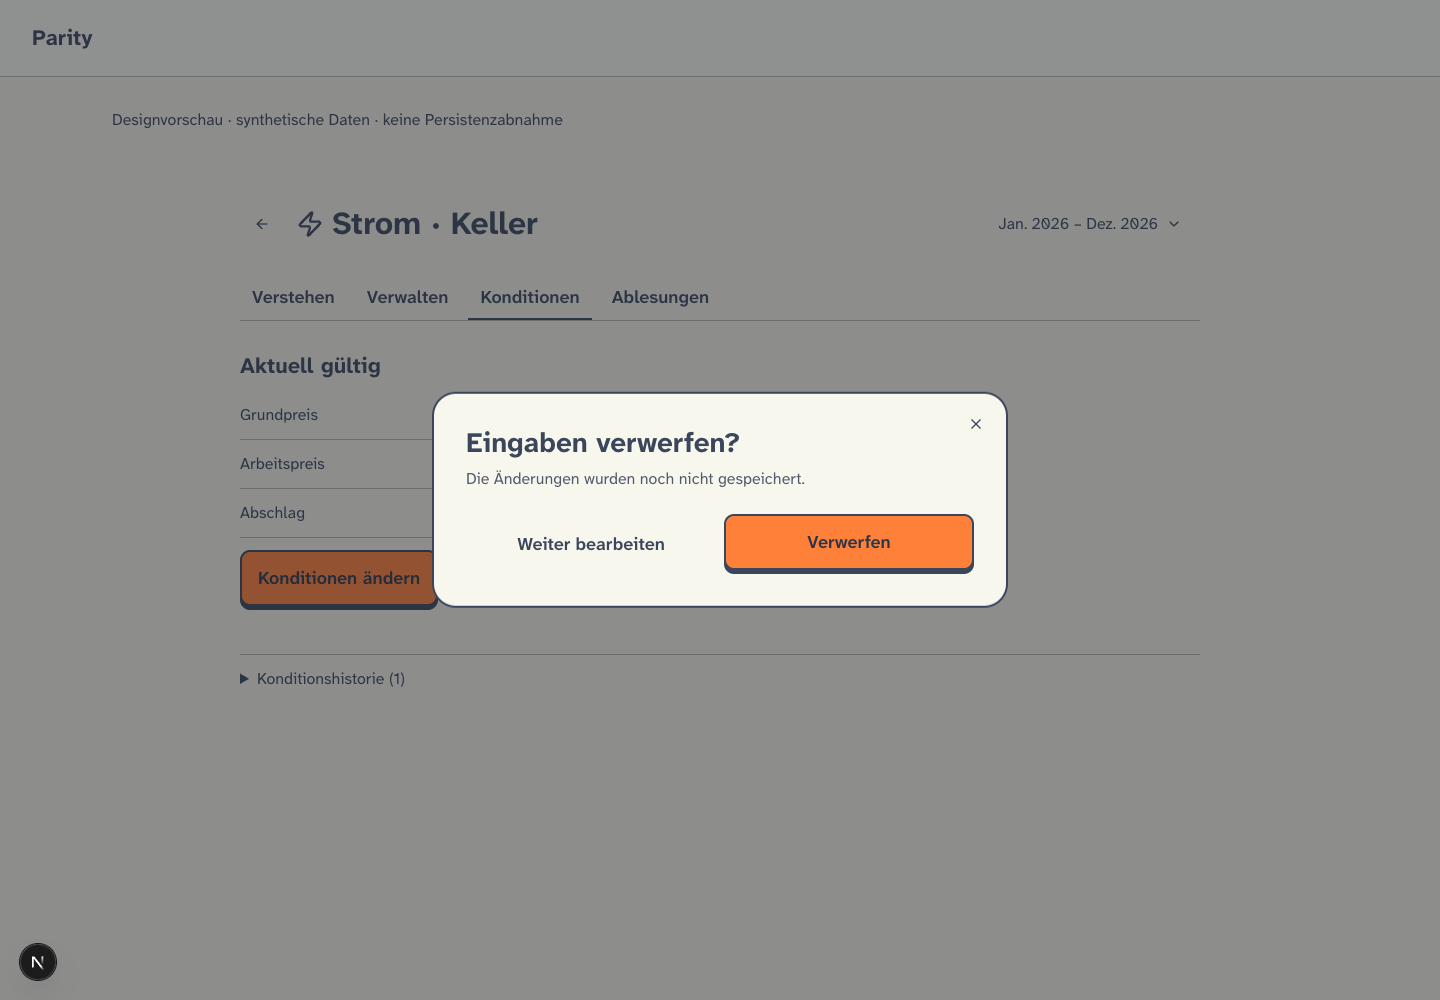 Parity
Designvorschau · synthetische Daten · keine Persistenzabnahme
Strom · Keller
Jan. 2026 – Dez. 2026
Verstehen Verwalten Konditionen Ablesungen
Aktuell gültig
Grundpreis
Arbeitspreis
Abschlag
Konditionen ändern
Eingaben verwerfen?
Die Änderungen wurden noch nicht gespeichert.
Weiter bearbeiten
Verwerfen
Konditionshistorie (1)
N